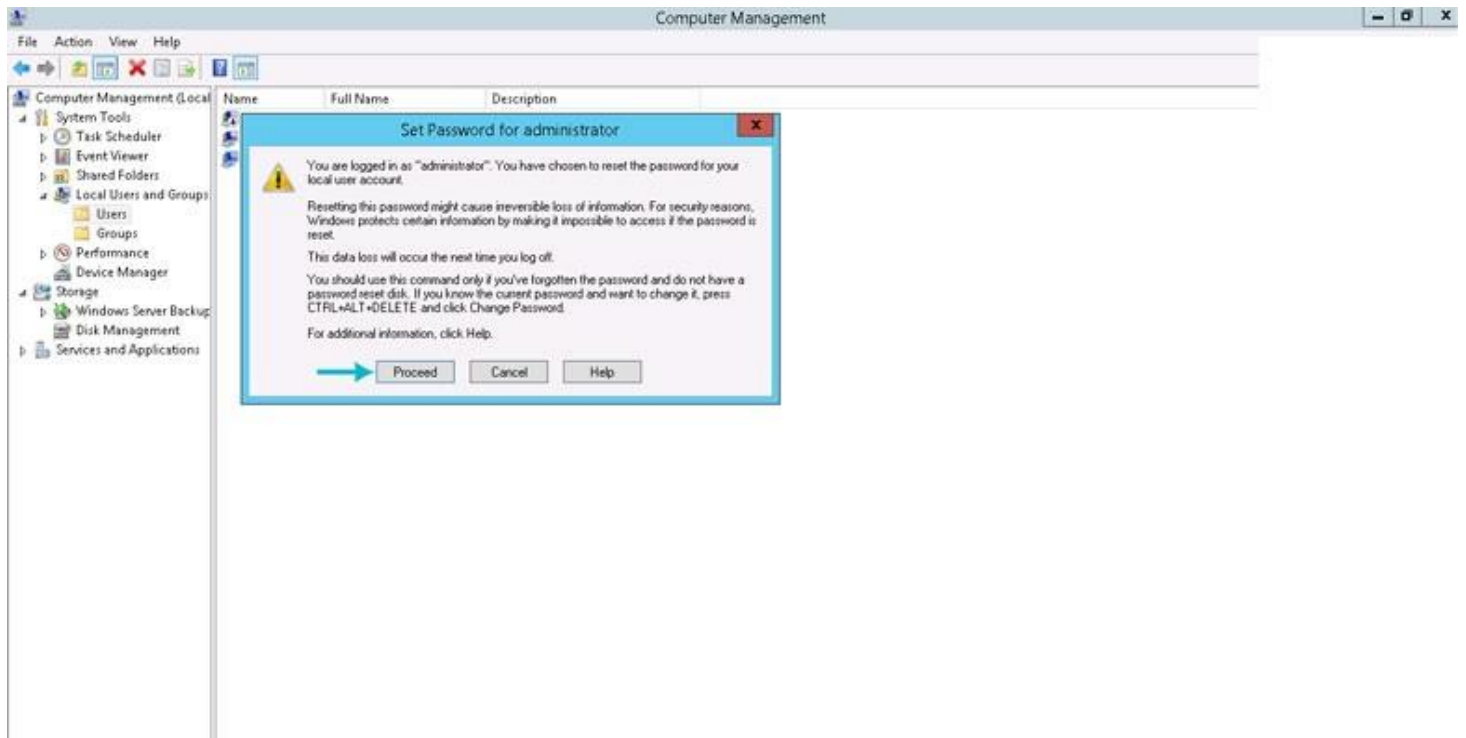 Computer Management
File Action View Help
Computer Management (Local
System Tools
Task Scheduler
Event Viewer
Shared Folders
Local Users and Groups
Users
Groups
Performance
Device Manager
Storage
Windows Server Backup
Disk Management
Services and Applications
Name Full Name Description
Set Password for administrator
You are logged in as "administrator". You have chosen to reset the password for your
local user account.
Resetting this password might cause irreversible loss of information. For security reasons,
Windows protects certain information by making it impossible to access if the password is
reset.
This data loss will occur the next time you log off.
You should use this command only if you've forgotten the password and do not have a
password reset disk. If you know the current password and want to change it, press
CTRL+ALT+DELETE and click Change Password.
For additional information, click Help.
Proceed Cancel Help